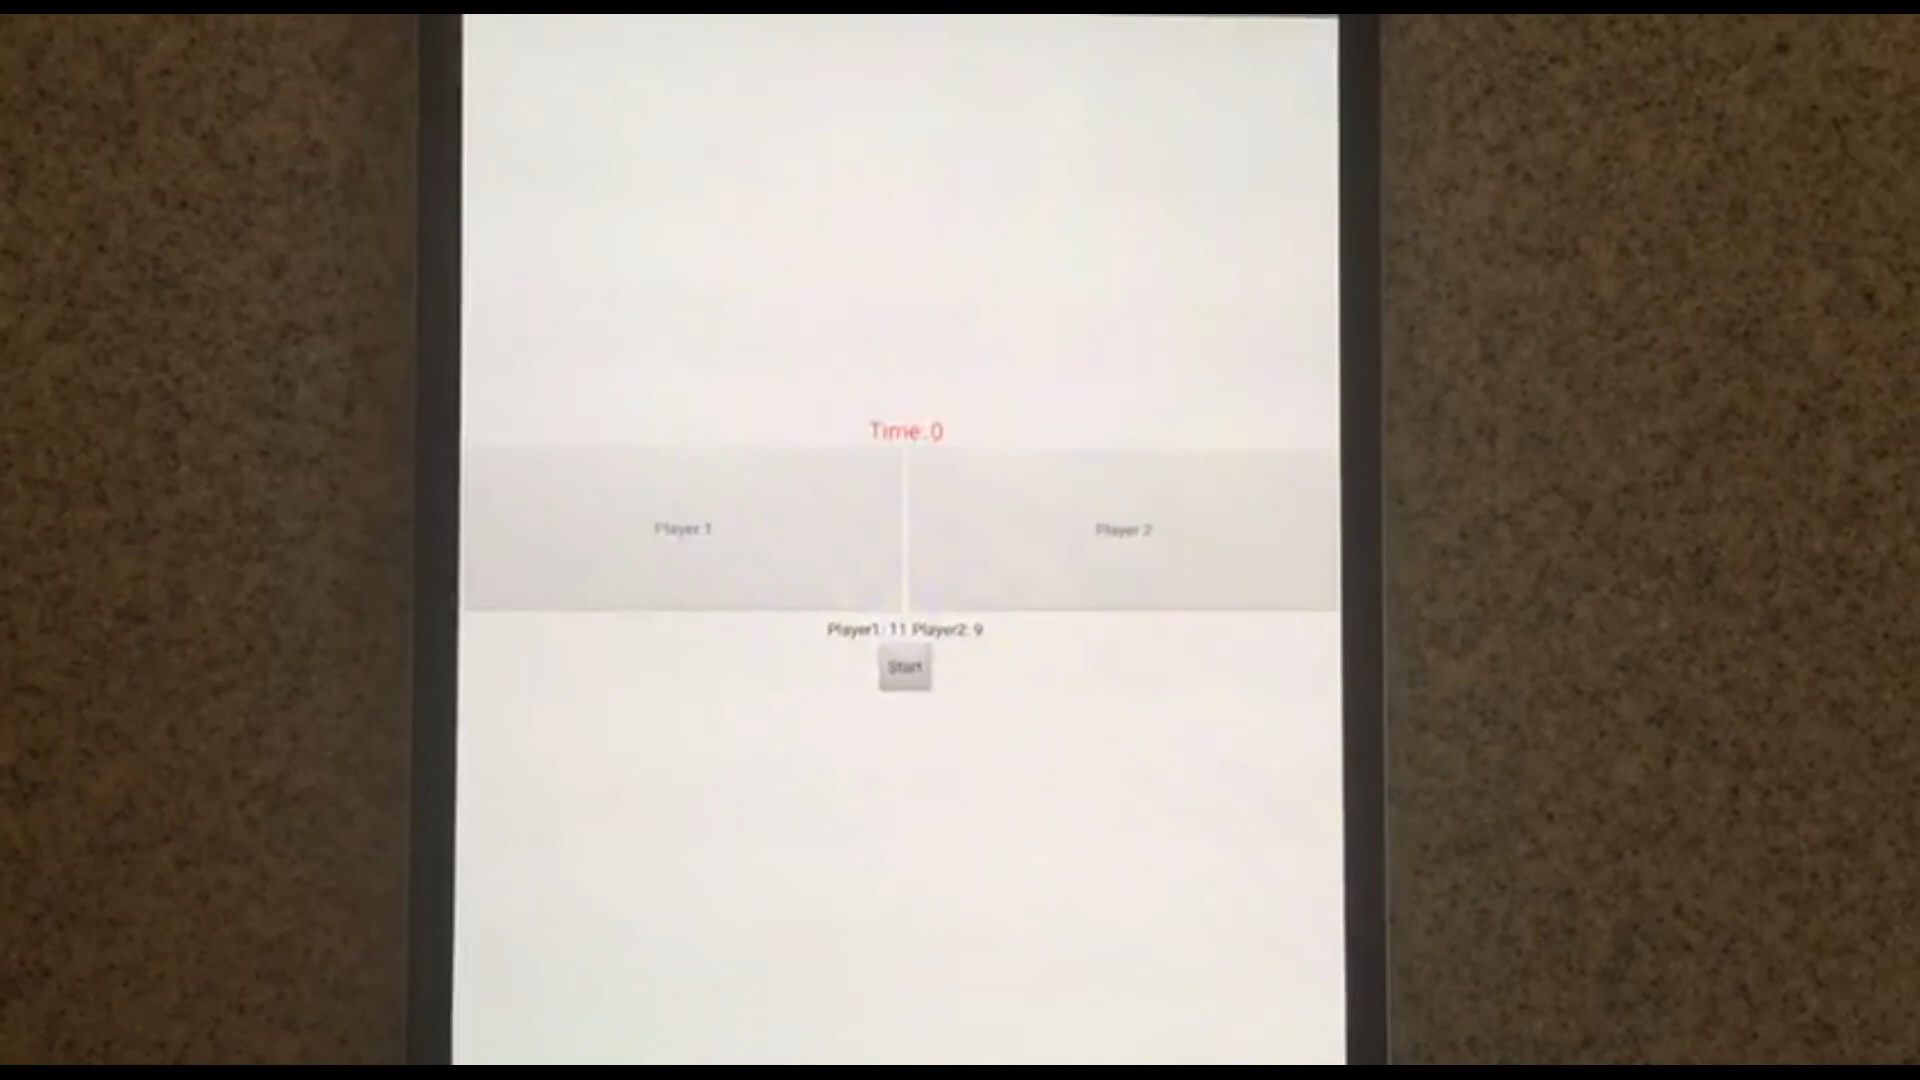 Time: 0
Player 1
Player 2
Player1: 11 Player2: 9
Start